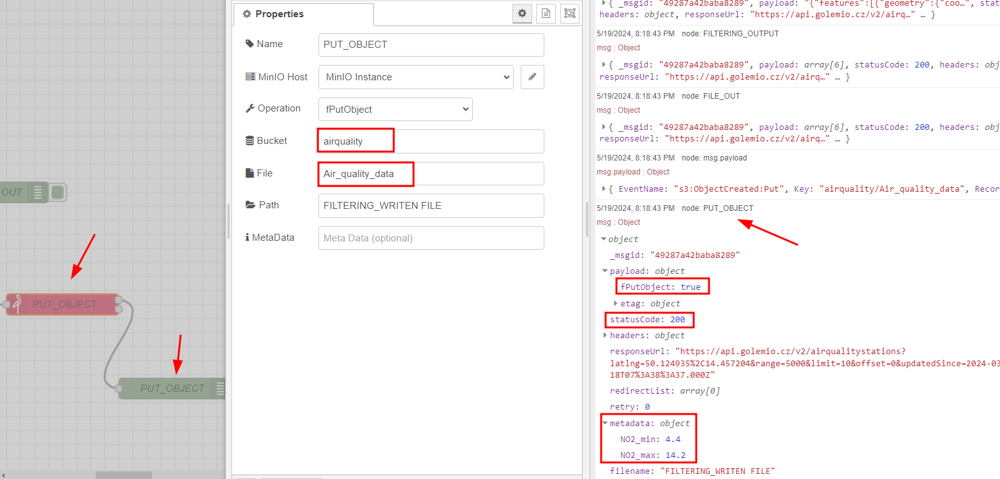 _OUT
PUT_OBJECT
PUT_OBJECT
Properties
Name
PUT_OBJECT
MinIO Host
MinIO Instance
Operation
fPutObject
Bucket
airquality
File
Air_quality_data
Path
FILTERING_WRITEN FILE
MetaData
Meta Data (optional)
{ _msgid: "49287a42baba8289", payload: "{"features":[{"geometry":{"coo…", stat
headers: object, responseUrl: "https://api.golemio.cz/v2/airq…" … }
5/19/2024, 8:18:43 PM node: FILTERING_OUTPUT
msg : Object
{ _msgid: "49287a42baba8289", payload: array[6], statusCode: 200, headers: obj
responseUrl: "https://api.golemio.cz/v2/airq…" … }
5/19/2024, 8:18:43 PM node: FILE_OUT
msg : Object
{ _msgid: "49287a42baba8289", payload: array[6], statusCode: 200, headers: obj
responseUrl: "https://api.golemio.cz/v2/airq…" … }
5/19/2024, 8:18:43 PM node: msg.payload
msg.payload : Object
{ EventName: "s3:ObjectCreated:Put", Key: "airquality/Air_quality_data", Recor
5/19/2024, 8:18:43 PM node: PUT_OBJECT
msg : Object
object
_msgid: "49287a42baba8289"
payload: object
fPutObject: true
etag: object
statusCode: 200
headers: object
responseUrl: "https://api.golemio.cz/v2/airqualitystations?
latlng=50.124935%2C14.457204&range=5000&limit=10&offset=0&updatedSince=2024-03
18T07%3A38%3A37.000Z"
redirectList: array[0]
retry: 0
metadata: object
NO2_min: 4.4
NO2_max: 14.2
filename: "FILTERING_WRITEN FILE"